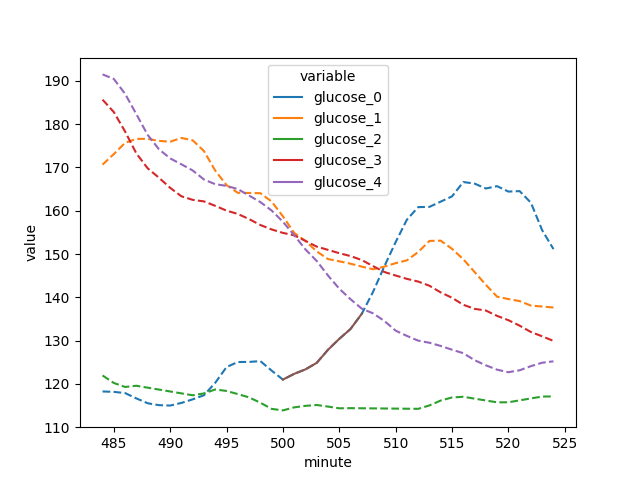 variable
glucose_0
glucose_1
glucose_2
glucose_3
glucose_4
190
180
170
160
150
140
130
120
110
value
485 490 495 500 505 510 515 520 525
minute